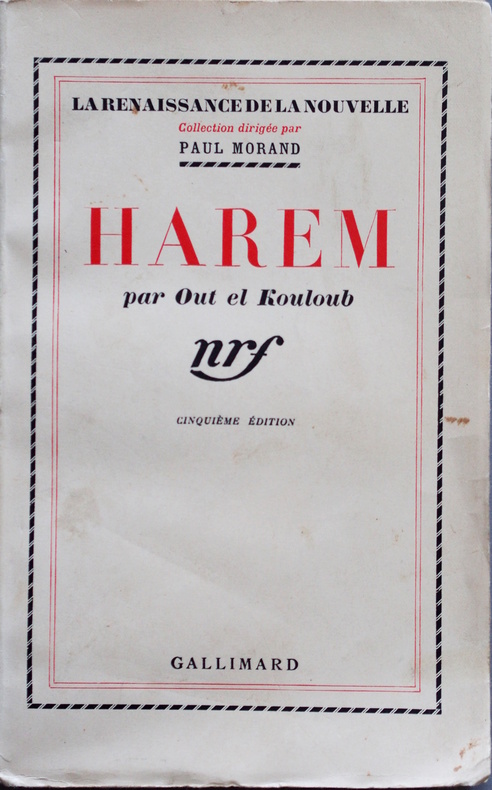 LA RENAISSANCE DE LA NOUVELLE
Collection dirigée par
PAUL MORAND
HAREM
par Out el Kouloub
nrf
CINQUIÈME ÉDITION
GALLIMARD